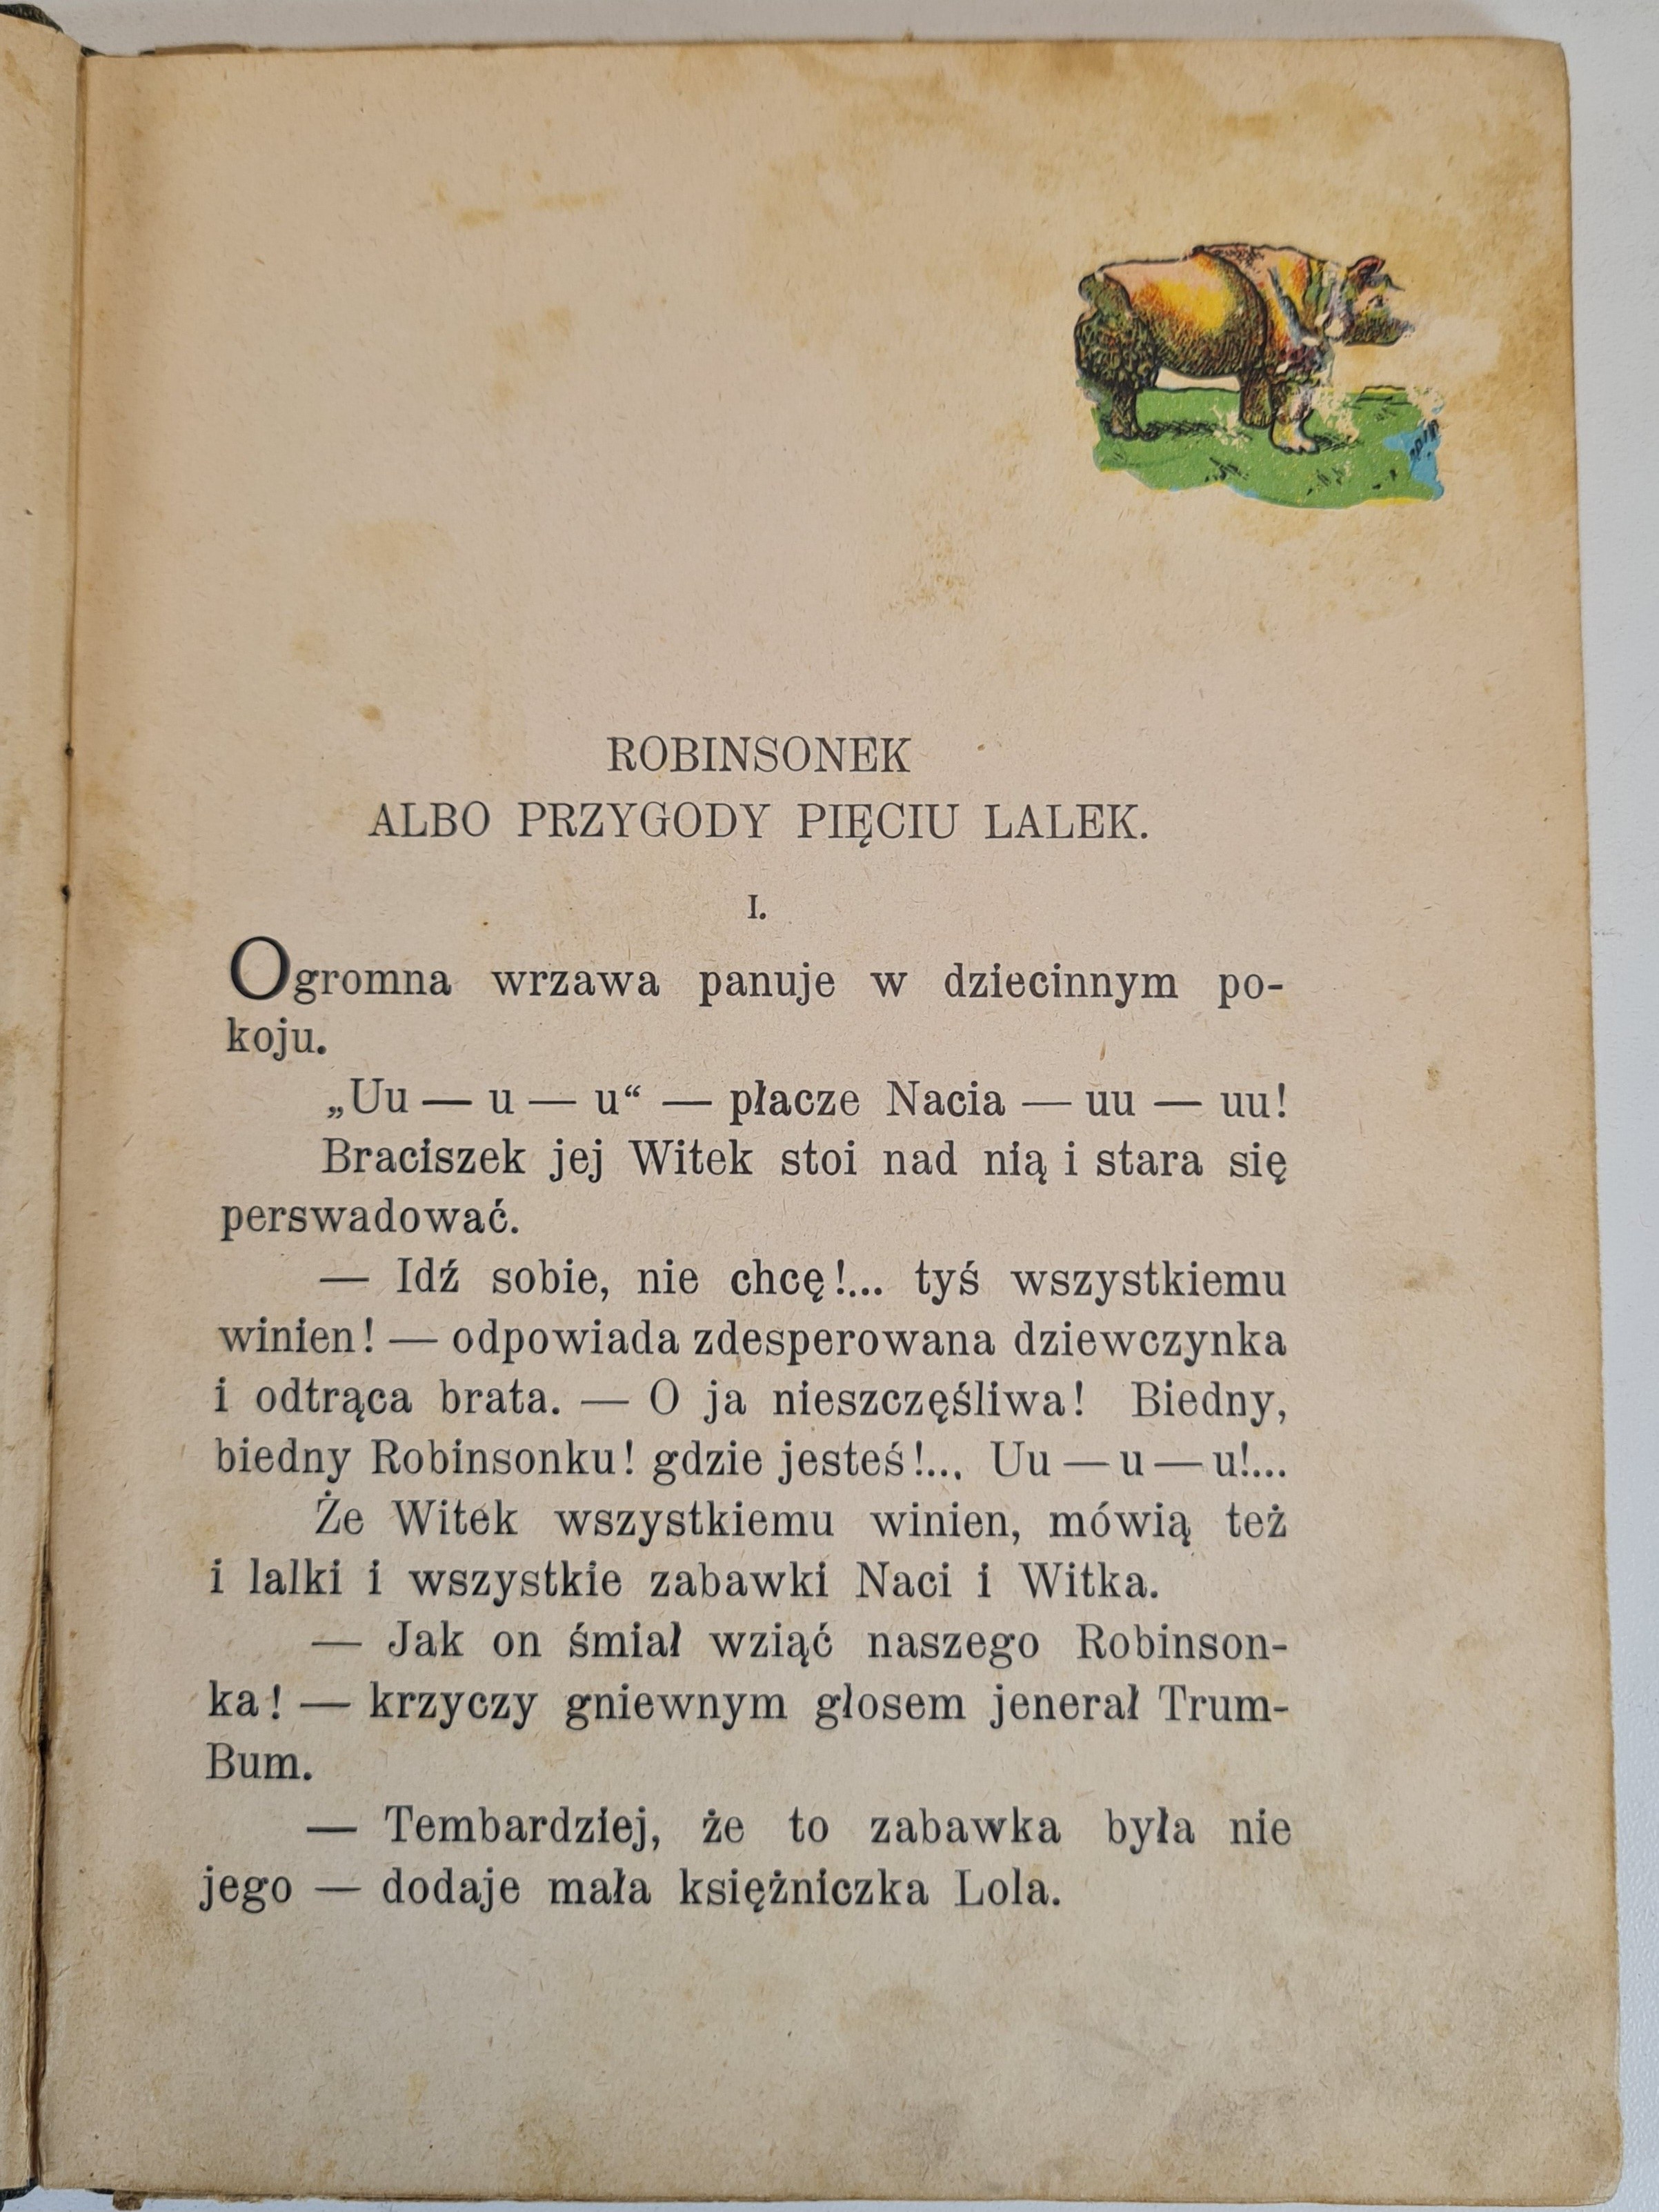 ROBINSONEK
ALBO PRZYGODY PIĘCIU LALEK.
I.
Ogromna wrzawa panuje w dziecinnym po-
koju.
„Uu — u — u“ — płacze Nacia — uu — uu!
Braciszek jej Witek stoi nad nią i stara się
perswadować.
— Idź sobie, nie chcę!... tyś wszystkiemu
winien! — odpowiada zdesperowana dziewczynka
i odtrąca brata. — O ja nieszczęśliwa! Biedny,
biedny Robinsonku! gdzie jesteś!... Uu — u — u!...
Że Witek wszystkiemu winien, mówią też
i lalki i wszystkie zabawki Naci i Witka.
— Jak on śmiał wziąć naszego Robinson-
ka! — krzyczy gniewnym głosem jenerał Trum-
Bum.
— Tembardziej, że to zabawka była nie
jego — dodaje mała księżniczka Lola.